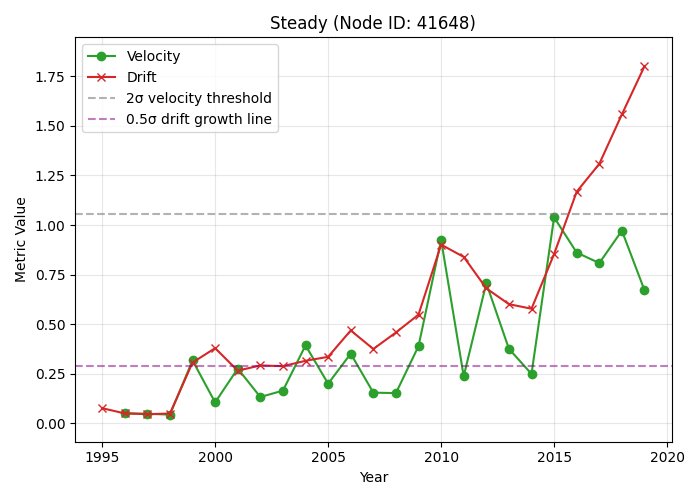 Steady (Node ID: 41648)
Velocity
Drift
2σ velocity threshold
0.5σ drift growth line
Metric Value
1.75
1.50
1.25
1.00
0.75
0.50
0.25
0.00
1995 2000 2005 2010 2015 2020
Year